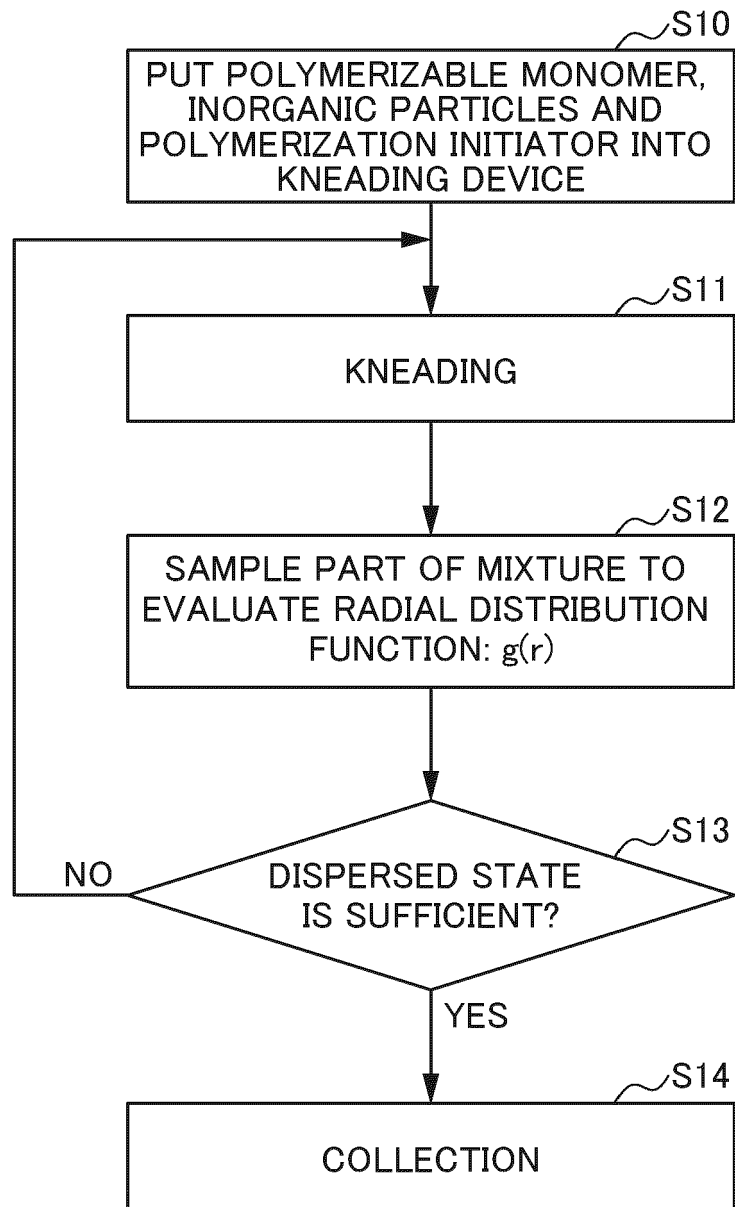 S10
PUT POLYMERIZABLE MONOMER,
INORGANIC PARTICLES AND
POLYMERIZATION INITIATOR INTO
KNEADING DEVICE
S11
KNEADING
S12
SAMPLE PART OF MIXTURE TO
EVALUATE RADIAL DISTRIBUTION
FUNCTION: g(r)
S13
NO
DISPERSED STATE
IS SUFFICIENT?
YES
S14
COLLECTION